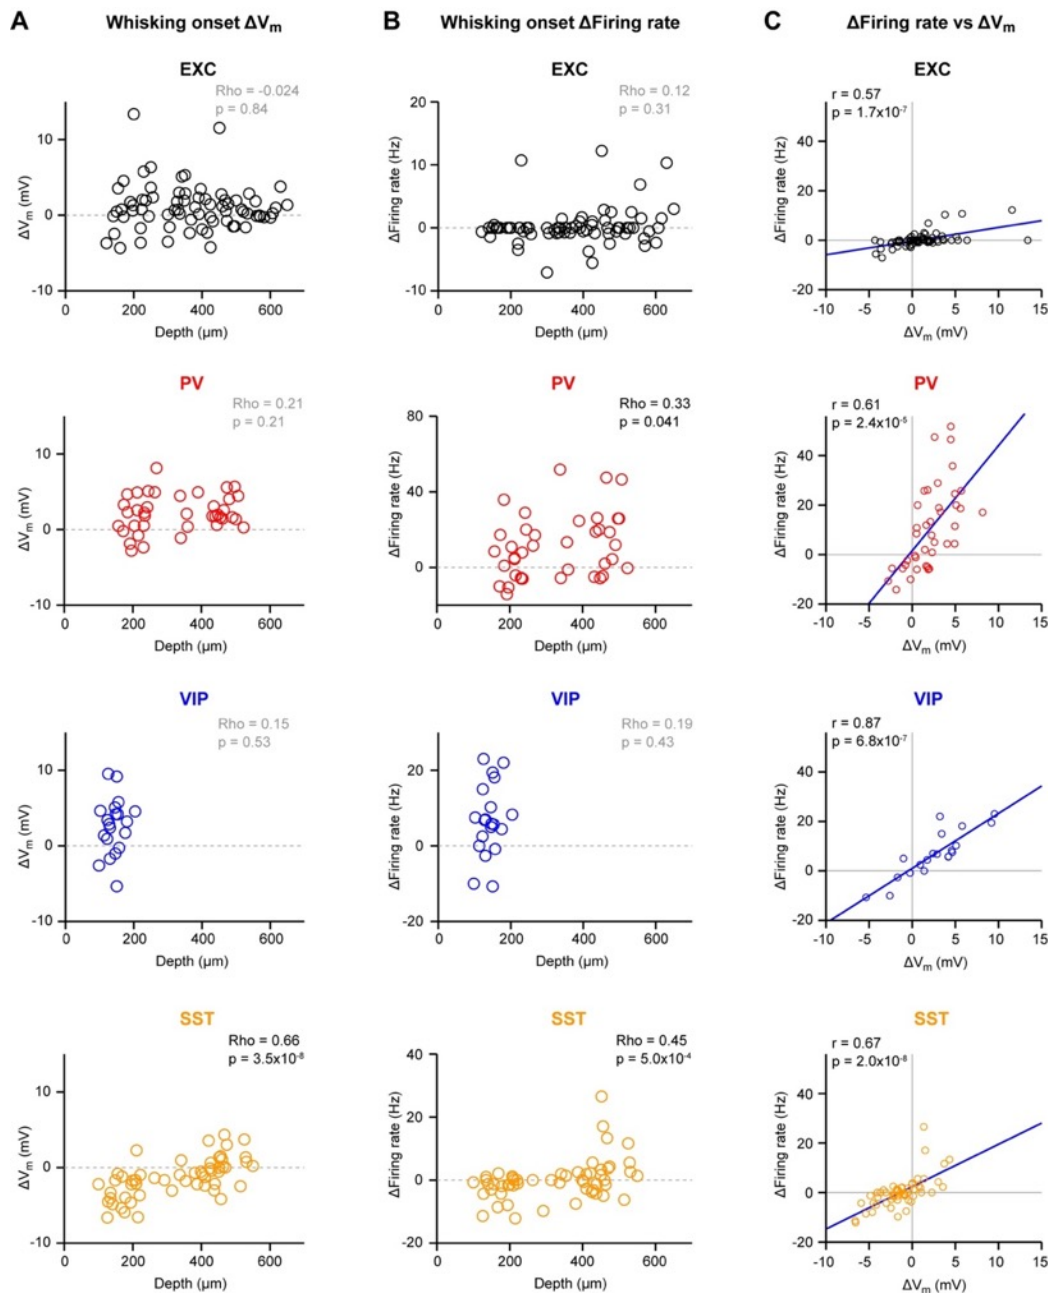 A Whisking onset ΔVm
B Whisking onset ΔFiring rate
C ΔFiring rate vs ΔVm
EXC
Rho = -0.024
p = 0.84
10
0
-10
ΔVm (mV)
0 200 400 600
Depth (µm)
EXC
Rho = 0.12
p = 0.31
20
10
0
-10
ΔFiring rate (Hz)
0 200 400 600
Depth (µm)
EXC
r = 0.57
p = 1.7x10-7
40
20
0
-20
ΔFiring rate (Hz)
-10 -5 0 5 10 15
ΔVm (mV)
PV
Rho = 0.21
p = 0.21
10
0
-10
ΔVm (mV)
0 200 400 600
Depth (µm)
PV
Rho = 0.33
p = 0.041
80
40
0
-20
ΔFiring rate (Hz)
0 200 400 600
Depth (µm)
PV
r = 0.61
p = 2.4x10-5
40
20
0
-20
ΔFiring rate (Hz)
-10 -5 0 5 10 15
ΔVm (mV)
VIP
Rho = 0.15
p = 0.53
10
0
-10
ΔVm (mV)
0 200 400 600
Depth (µm)
VIP
Rho = 0.19
p = 0.43
20
0
-20
ΔFiring rate (Hz)
0 200 400 600
Depth (µm)
VIP
r = 0.87
p = 6.8x10-7
40
20
0
-20
ΔFiring rate (Hz)
-10 -5 0 5 10 15
ΔVm (mV)
SST
Rho = 0.66
p = 3.5x10-8
10
0
-10
ΔVm (mV)
0 200 400 600
Depth (µm)
SST
Rho = 0.45
p = 5.0x10-4
40
20
0
-20
ΔFiring rate (Hz)
0 200 400 600
Depth (µm)
SST
r = 0.67
p = 2.0x10-8
40
20
0
-20
ΔFiring rate (Hz)
-10 -5 0 5 10 15
ΔVm (mV)